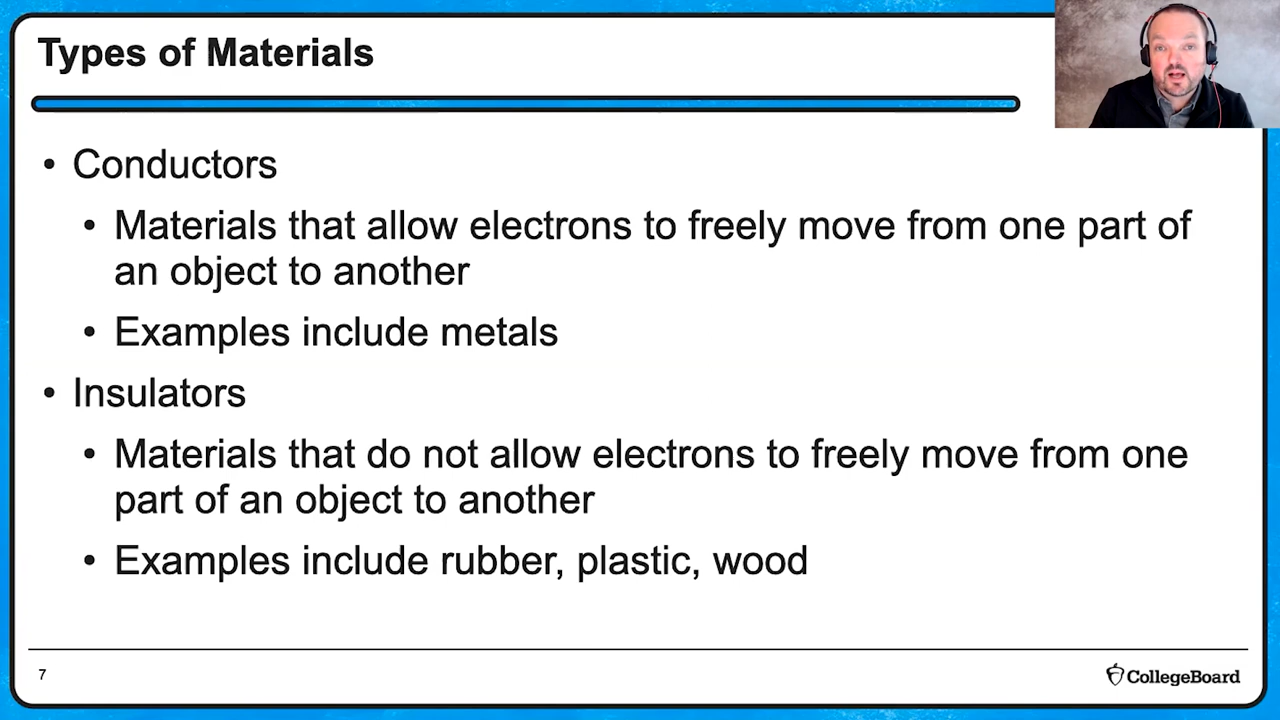 Types of Materials
• Conductors
• Materials that allow electrons to freely move from one part of
an object to another
• Examples include metals
• Insulators
• Materials that do not allow electrons to freely move from one
part of an object to another
• Examples include rubber, plastic, wood
7
CollegeBoard